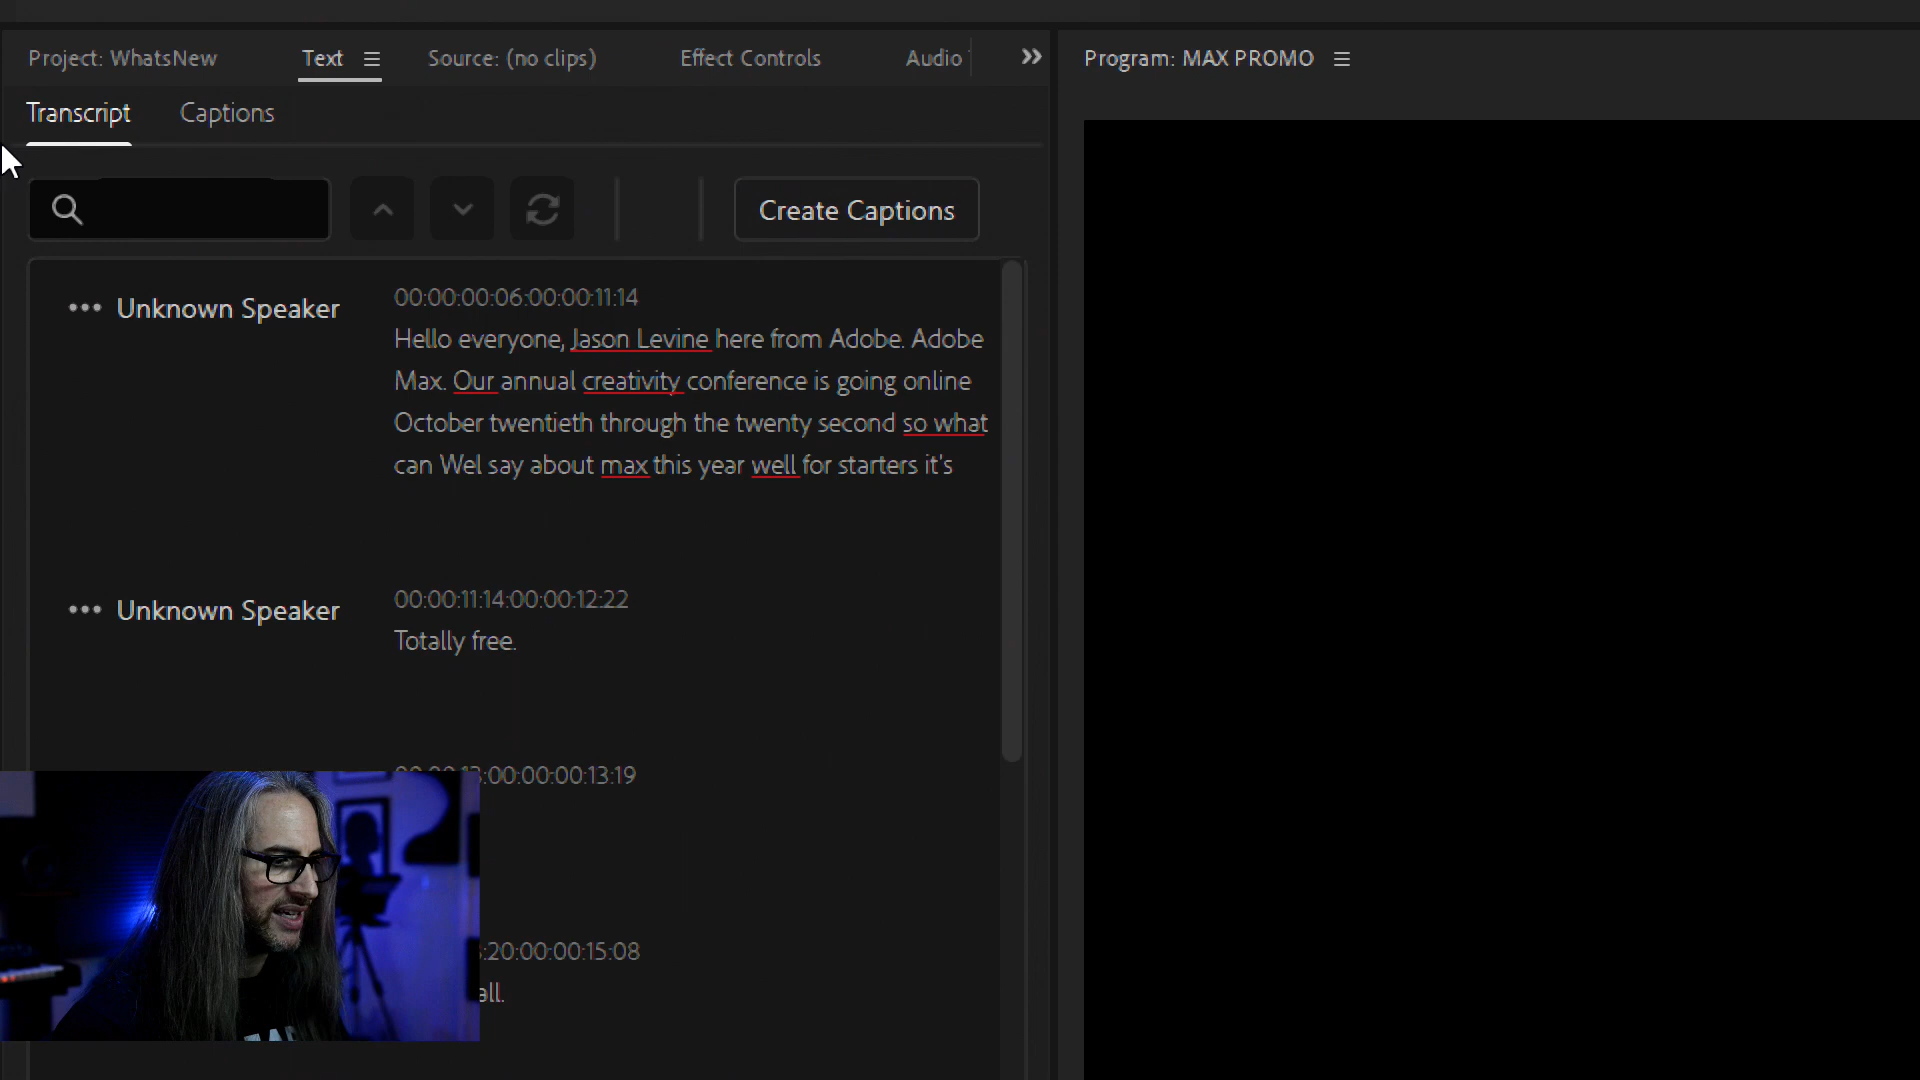 Project: WhatsNew
Text
Source: (no clips)
Effect Controls
Audio
Program: MAX PROMO
Transcript
Captions
Create Captions
Unknown Speaker
00:00:00:06:00:00:11:14
Hello everyone, Jason Levine here from Adobe. Adobe
Max. Our annual creativity conference is going online
October twentieth through the twenty second so what
can Wel say about max this year well for starters it's
Unknown Speaker
00:00:11:14:00:00:12:22
Totally free.
:00:00:00:13:19
:20:00:00:15:08
all.